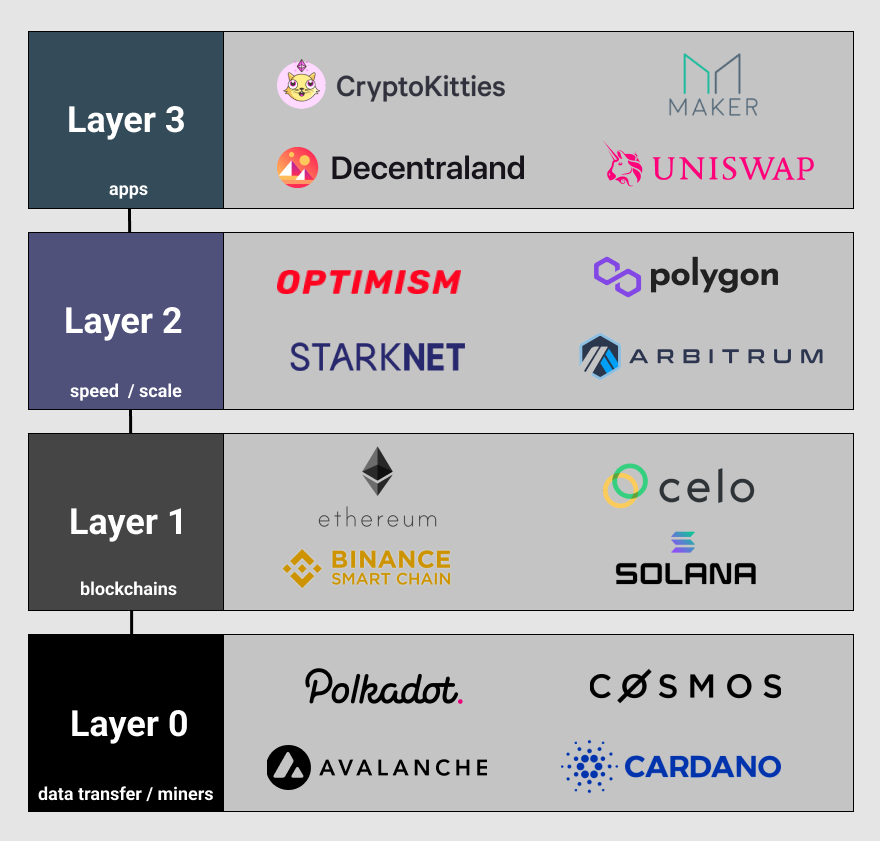 Layer 3
apps
CryptoKitties
MAKER
Decentraland
UNISWAP
Layer 2
speed / scale
OPTIMISM
polygon
STARKNET
ARBITRUM
Layer 1
blockchains
ethereum
celo
BINANCE
SMART CHAIN
SOLANA
Layer 0
data transfer / miners
Polkadot.
CØSMOS
AVALANCHE
CARDANO